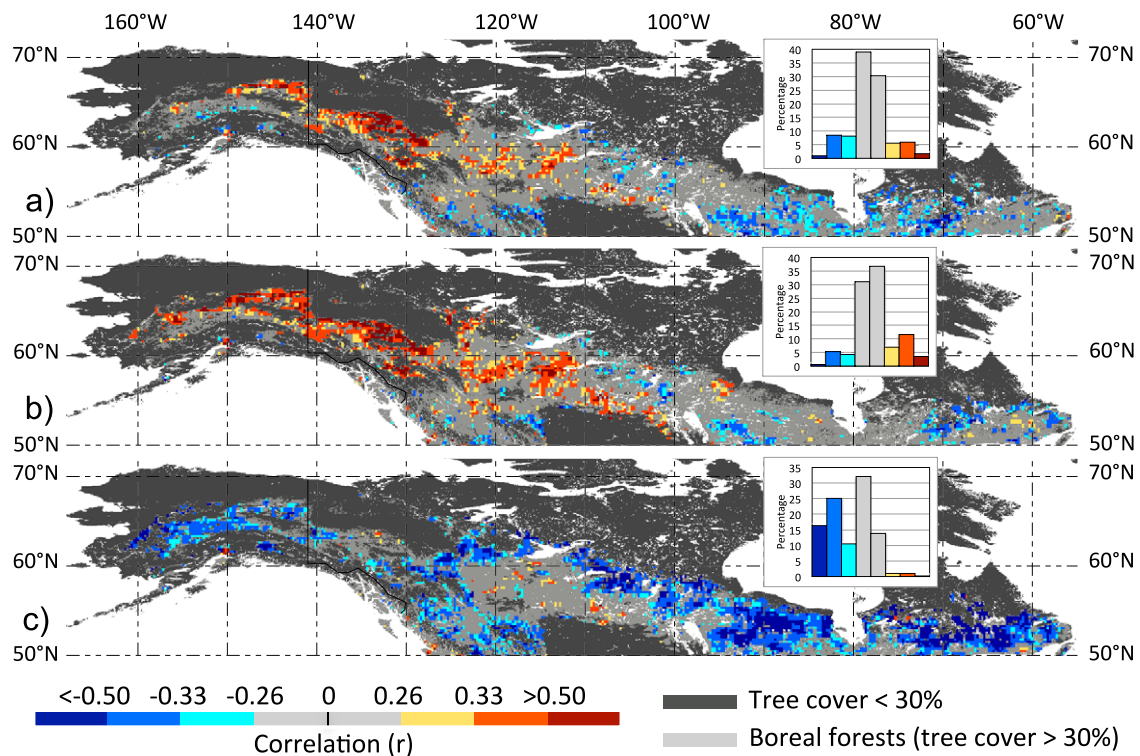 160°W 140°W 120°W 100°W 80°W 60°W
70°N 70°N
60°N 60°N
50°N 50°N
a)
Percentage
40
35
30
25
20
15
10
5
0
70°N 70°N
60°N 60°N
50°N 50°N
b)
Percentage
40
35
30
25
20
15
10
5
0
70°N 70°N
60°N 60°N
50°N 50°N
c)
Percentage
35
30
25
20
15
10
5
0
<-0.50 -0.33 -0.26 0 0.26 0.33 >0.50
Correlation (r)
Tree cover < 30%
Boreal forests (tree cover > 30%)